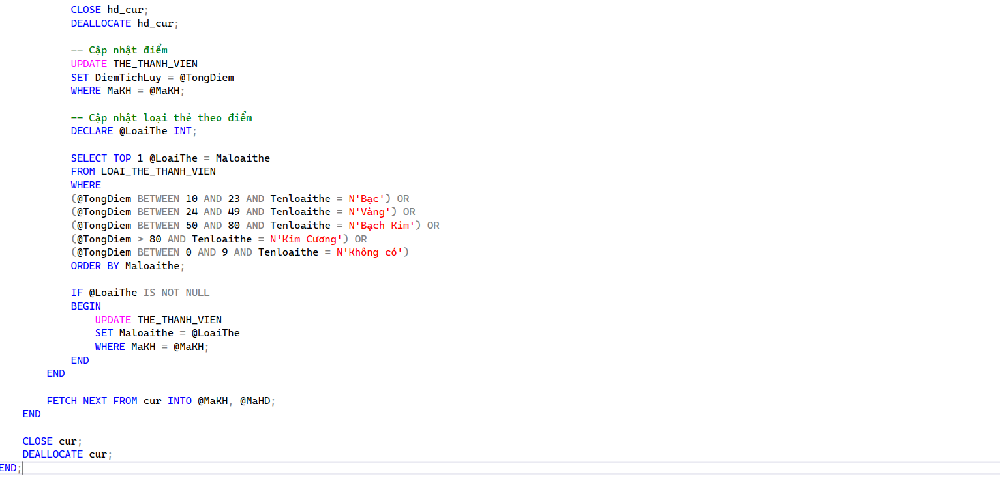 CLOSE hd_cur;
DEALLOCATE hd_cur;
-- Cập nhật điểm
UPDATE THE_THANH_VIEN
SET DiemTichLuy = @TongDiem
WHERE MaKH = @MaKH;
-- Cập nhật loại thẻ theo điểm
DECLARE @LoaiThe INT;
SELECT TOP 1 @LoaiThe = Maloaithe
FROM LOAI_THE_THANH_VIEN
WHERE
(@TongDiem BETWEEN 10 AND 23 AND Tenloaithe = N'Bạc') OR
(@TongDiem BETWEEN 24 AND 49 AND Tenloaithe = N'Vàng') OR
(@TongDiem BETWEEN 50 AND 80 AND Tenloaithe = N'Bạch Kim') OR
(@TongDiem > 80 AND Tenloaithe = N'Kim Cương') OR
(@TongDiem BETWEEN 0 AND 9 AND Tenloaithe = N'Không có')
ORDER BY Maloaithe;
IF @LoaiThe IS NOT NULL
BEGIN
UPDATE THE_THANH_VIEN
SET Maloaithe = @LoaiThe
WHERE MaKH = @MaKH;
END
END
FETCH NEXT FROM cur INTO @MaKH, @MaHD;
END
CLOSE cur;
DEALLOCATE cur;
END;